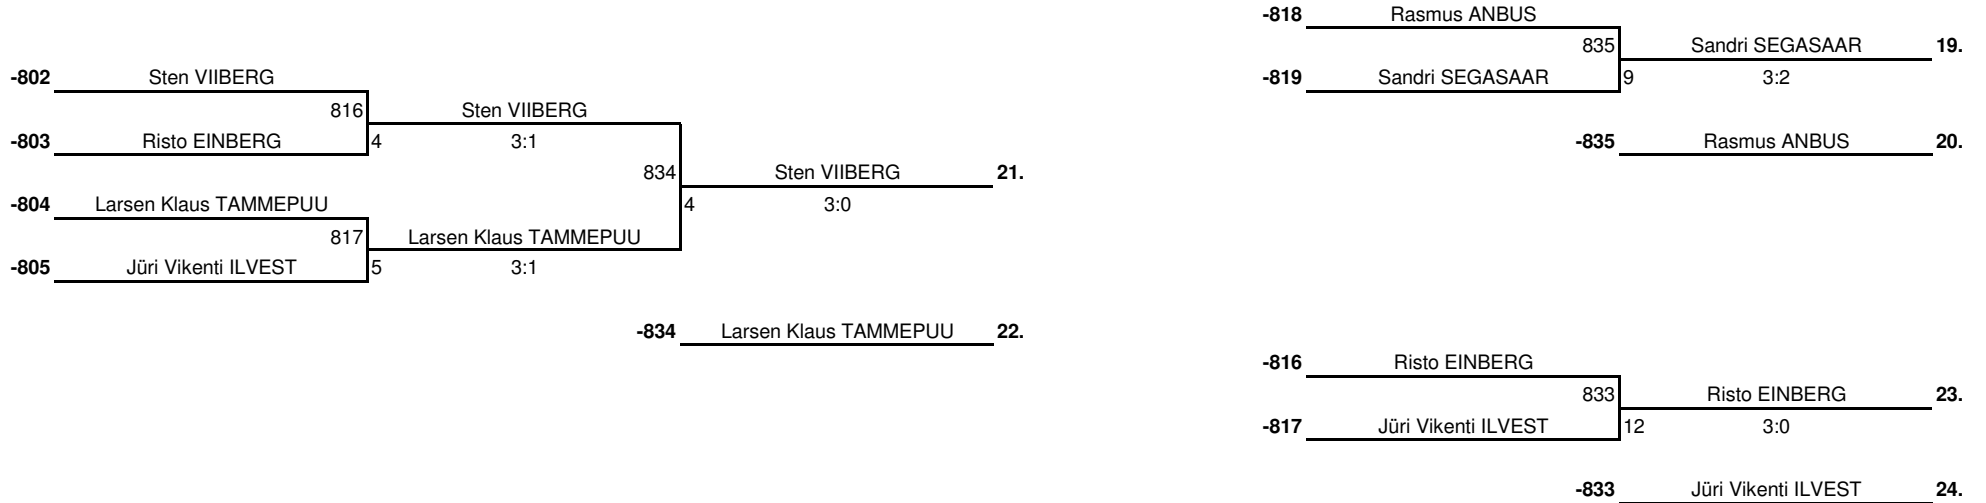 -818 Rasmus ANBUS
835 Sandri SEGASAAR 19.
-802 Sten VIIBERG -819 Sandri SEGASAAR 9 3:2
816 Sten VIIBERG
-803 Risto EINBERG 4 3:1 -835 Rasmus ANBUS 20.
834 Sten VIIBERG 21.
-804 Larsen Klaus TAMMEPUU 4 3:0
817 Larsen Klaus TAMMEPUU
-805 Jüri Vikenti ILVEST 5 3:1
-834 Larsen Klaus TAMMEPUU 22.
-816 Risto EINBERG
833 Risto EINBERG 23.
-817 Jüri Vikenti ILVEST 12 3:0
-833 Jüri Vikenti ILVEST 24.